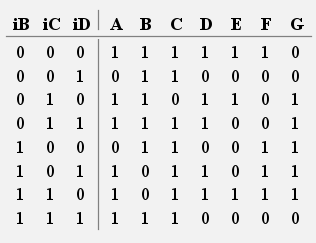 iB iC iD A B C D E F G
0 0 0 1 1 1 1 1 1 0
0 0 1 0 1 1 0 0 0 0
0 1 0 1 1 0 1 1 0 1
0 1 1 1 1 1 1 0 0 1
1 0 0 0 1 1 0 0 1 1
1 0 1 1 0 1 1 0 1 1
1 1 0 1 0 1 1 1 1 1
1 1 1 1 1 1 0 0 0 0